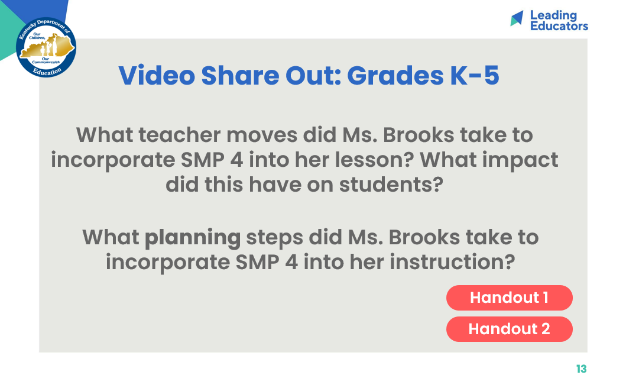 Kentucky Department of
Education
Our
Children,
Our
Commonwealth
Leading
Educators
Video Share Out: Grades K-5
What teacher moves did Ms. Brooks take to
incorporate SMP 4 into her lesson? What impact
did this have on students?
What planning steps did Ms. Brooks take to
incorporate SMP 4 into her instruction?
Handout 1
Handout 2
13